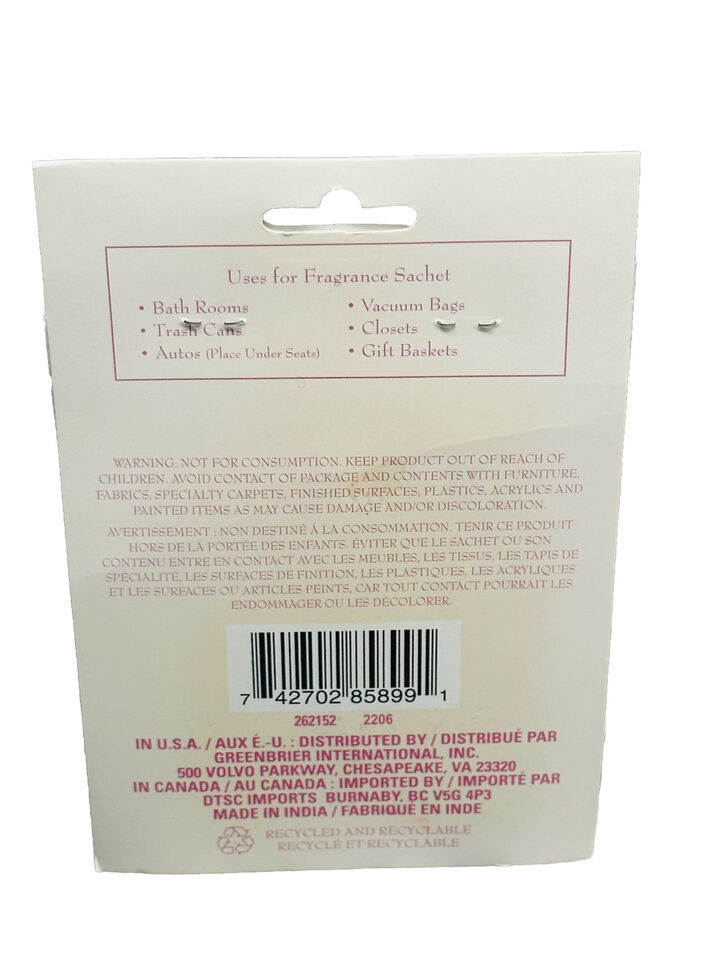 Uses for Fragrance Sachet
• Bath Rooms
• Trash Cans
• Autos (Place Under Seats)
• Vacuum Bags
• Closets
• Gift Baskets
WARNING: NOT FOR CONSUMPTION. KEEP PRODUCT OUT OF REACH OF
CHILDREN. AVOID CONTACT OF PACKAGE AND CONTENTS WITH FURNITURE,
FABRICS, SPECIALTY CARPETS, FINISHED SURFACES, PLASTICS, ACRYLICS AND
PAINTED ITEMS AS MAY CAUSE DAMAGE AND/OR DISCOLORATION.
AVERTISSEMENT : NON DESTINÉ À LA CONSOMMATION. TENIR CE PRODUIT
HORS DE LA PORTÉE DES ENFANTS. ÉVITER QUE LE SACHET OU SON
CONTENU ENTRE EN CONTACT AVEC LES MEUBLES, LES TISSUS, LES TAPIS DE
SPÉCIALITÉ, LES SURFACES DE FINITION, LES PLASTIQUES, LES ACRYLIQUES
ET LES SURFACES OU ARTICLES PEINTS, CAR TOUT CONTACT POURRAIT LES
ENDOMMAGER OU LES DÉCOLORER.
7 42702 85899 1
262152 2206
IN U.S.A. / AUX É.-U. : DISTRIBUTED BY / DISTRIBUÉ PAR
GREENBRIER INTERNATIONAL, INC.
500 VOLVO PARKWAY, CHESAPEAKE, VA 23320
IN CANADA / AU CANADA : IMPORTED BY / IMPORTÉ PAR
DTSC IMPORTS BURNABY, BC V5G 4P3
MADE IN INDIA / FABRIQUÉ EN INDE
RECYCLED AND RECYCLABLE
RECYCLÉ ET RECYCLABLE